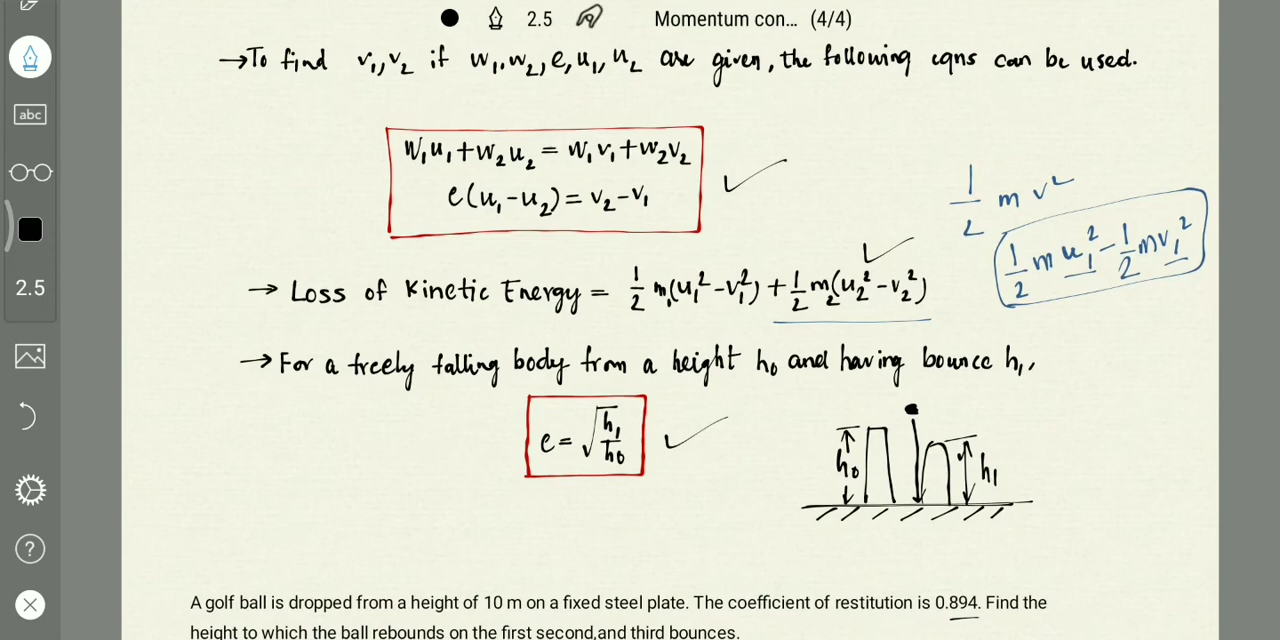 2.5 Momentum con... (4/4)
→To find v₁,v₂ if w₁,w₂,e,u₁,u₂ are given, the following eqns can be used.
abc
w₁u₁+w₂u₂ = w₁v₁+w₂v₂
e(u₁-u₂) = v₂-v₁
1/2 m v²
1/2 m u₁² - 1/2 m v₁²
2.5
→ Loss of Kinetic Energy = 1/2 m₁(u₁²-v₁²) + 1/2 m₂(u₂²-v₂²)
→ For a freely falling body from a height h₀ and having bounce h₁,
e = √(h₁/h₀)
h₀ h₁
?
A golf ball is dropped from a height of 10 m on a fixed steel plate. The coefficient of restitution is 0.894. Find the
height to which the ball rebounds on the first second,and third bounces.